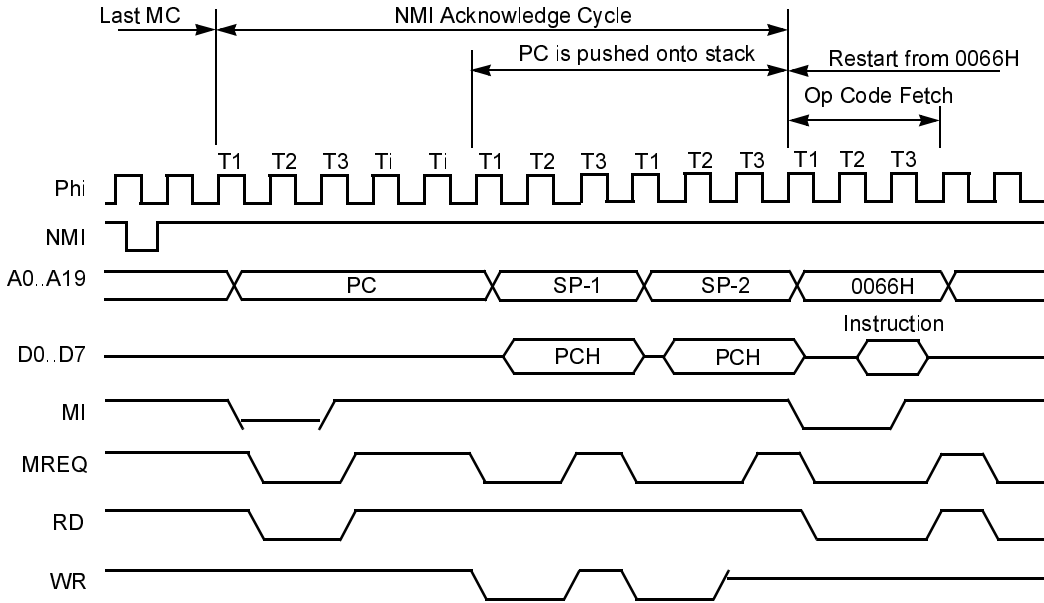 Last MC NMI Acknowledge Cycle
PC is pushed onto stack Restart from 0066H
Op Code Fetch
T1 T2 T3 Ti Ti T1 T2 T3 T1 T2 T3 T1 T2 T3
Phi
NMI
A0..A19 PC SP-1 SP-2 0066H
Instruction
D0..D7 PCH PCH
MI
MREQ
RD
WR